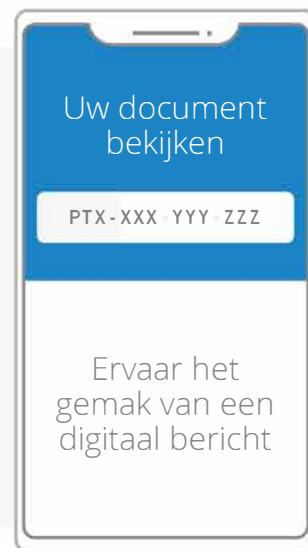 Uw document
bekijken
PTX-XXX-YYY-ZZZ
Ervaar het
gemak van een
digitaal bericht